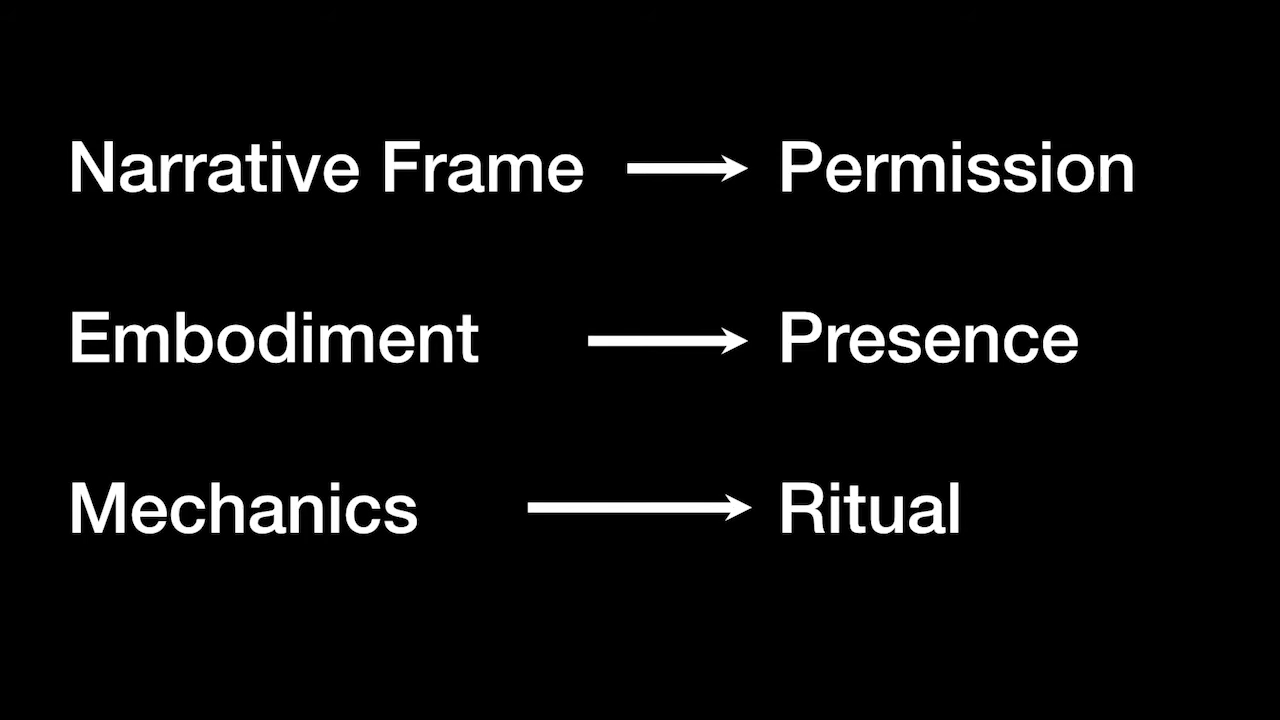 Narrative Frame → Permission
Embodiment → Presence
Mechanics → Ritual